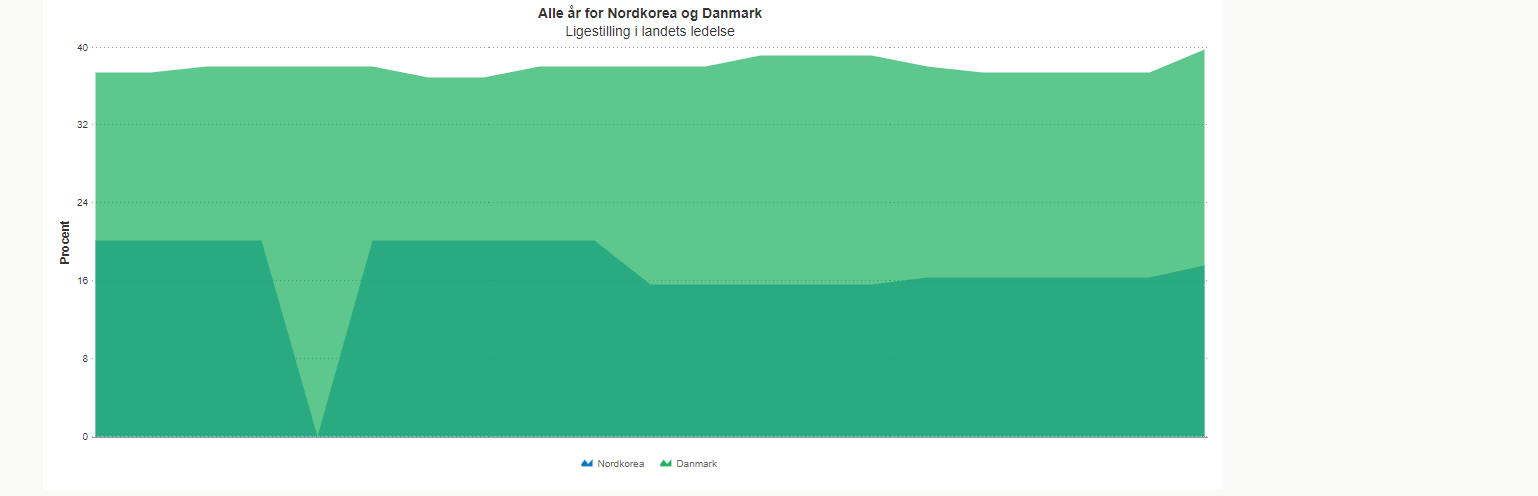 Alle år for Nordkorea og Danmark
Ligestilling i landets ledelse
Procent
40
32
24
16
8
0
Nordkorea Danmark